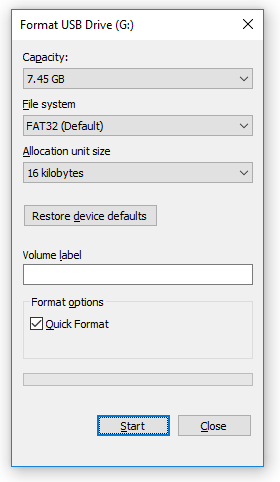 Format USB Drive (G:)
Capacity:
7.45 GB
File system
FAT32 (Default)
Allocation unit size
16 kilobytes
Restore device defaults
Volume label
Format options
Quick Format
Start
Close